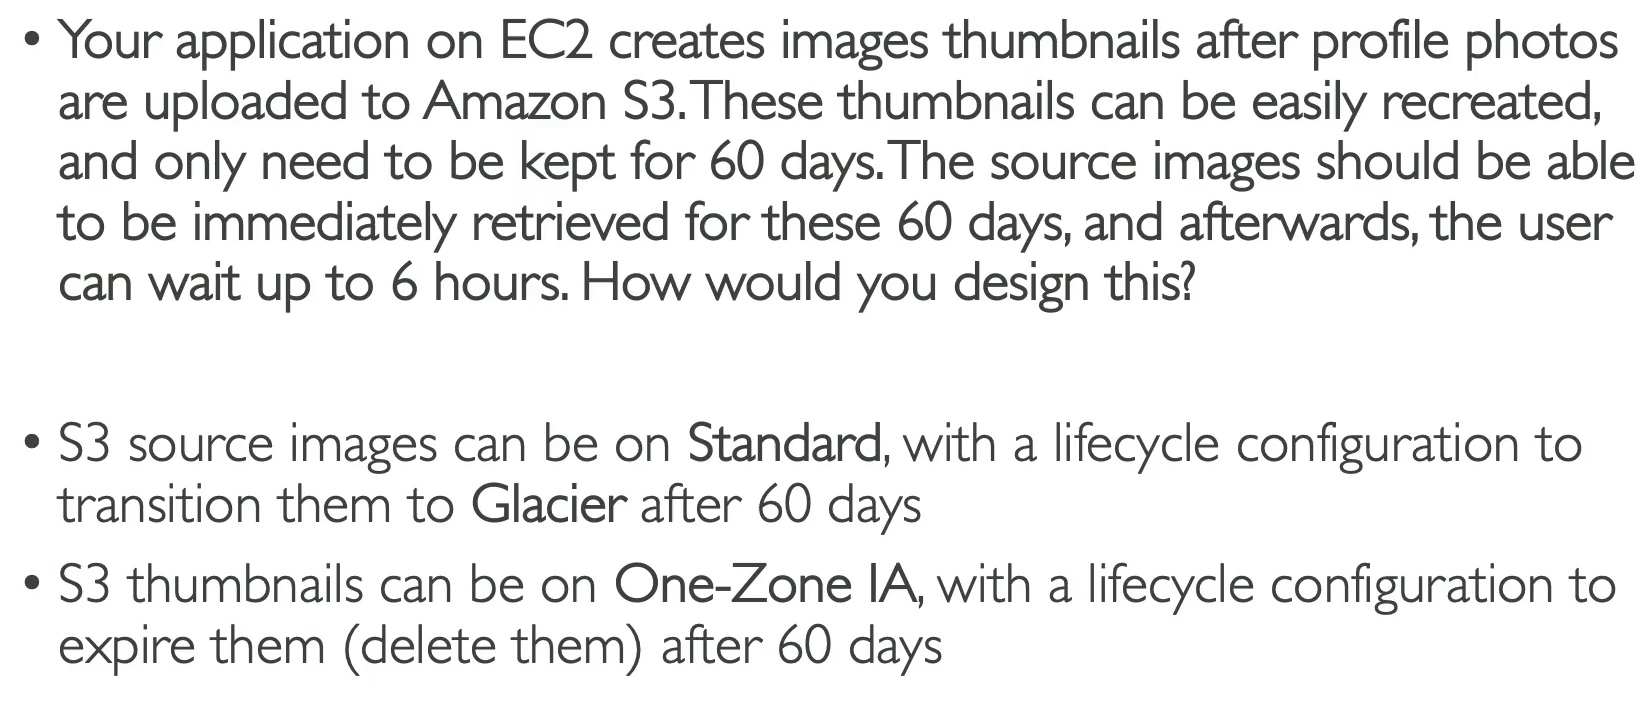 • Your application on EC2 creates images thumbnails after profile photos
are uploaded to Amazon S3. These thumbnails can be easily recreated,
and only need to be kept for 60 days. The source images should be able
to be immediately retrieved for these 60 days, and afterwards, the user
can wait up to 6 hours. How would you design this?
• S3 source images can be on Standard, with a lifecycle configuration to
transition them to Glacier after 60 days
• S3 thumbnails can be on One-Zone IA, with a lifecycle configuration to
expire them (delete them) after 60 days